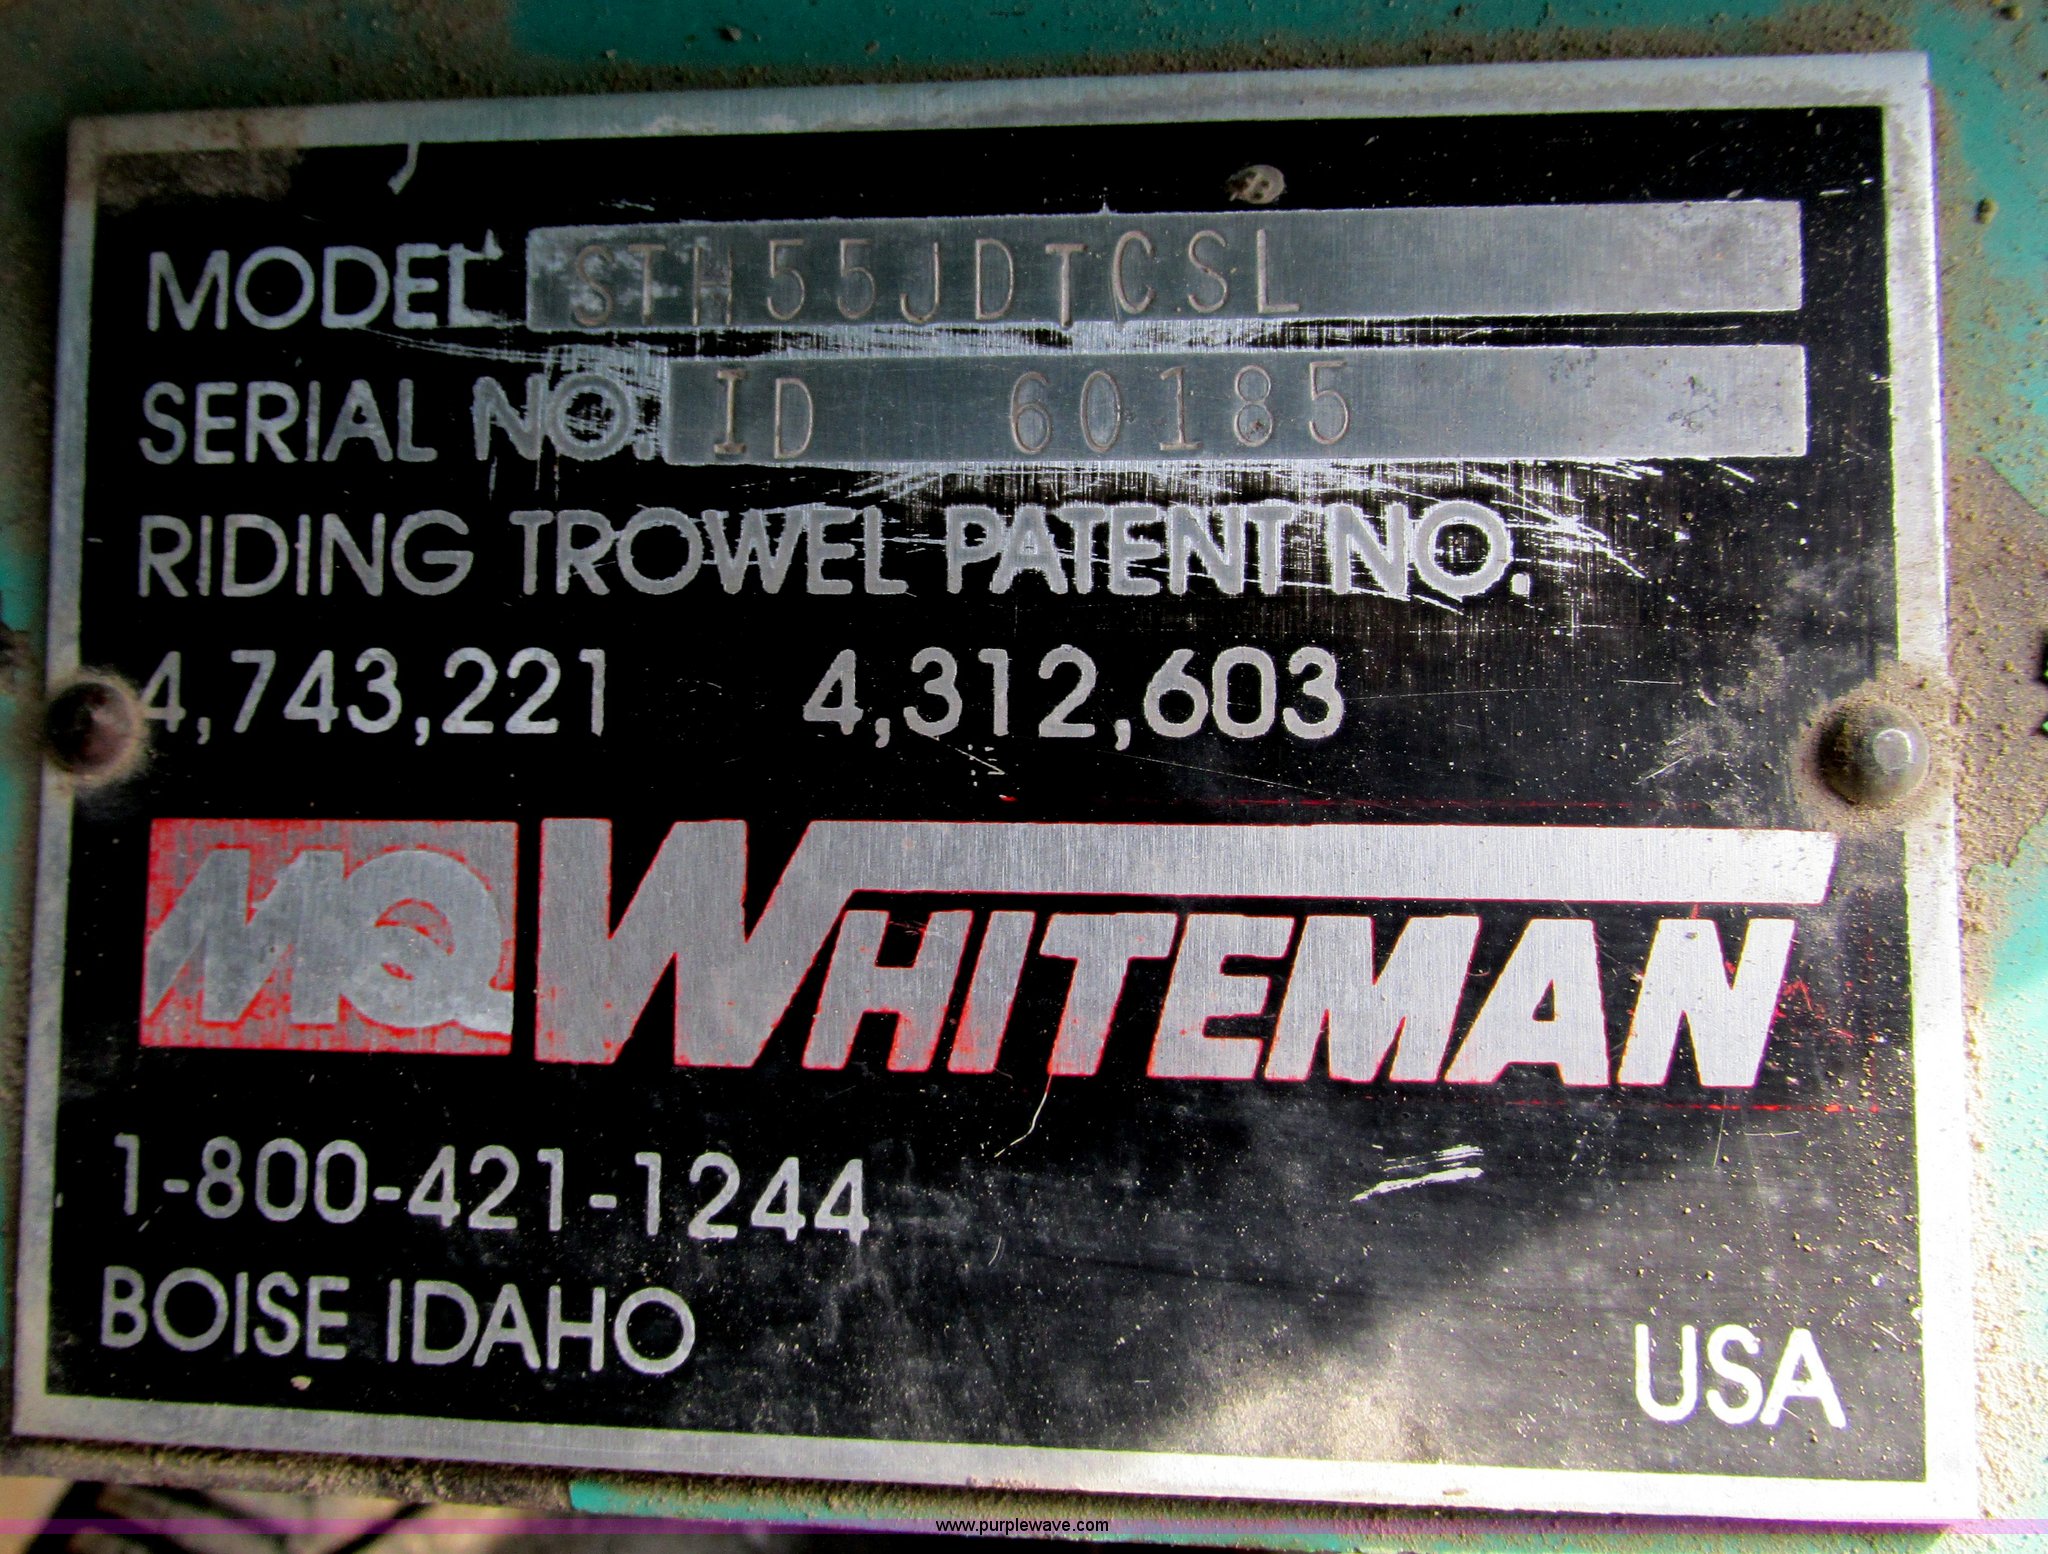 MODEL STH55JDTCSL
SERIAL NO. ID 60185
RIDING TROWEL PATENT NO.
4,743,221 4,312,603
MQ WHITEMAN
1-800-421-1244
BOISE IDAHO
USA
www.purplewave.com